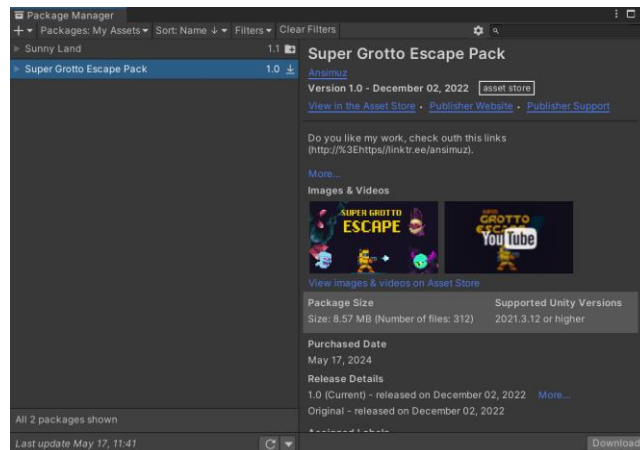 Package Manager
+ Packages: My Assets Sort: Name ↓ Filters Clear Filters
Sunny Land 1.1
Super Grotto Escape Pack 1.0
All 2 packages shown
Last update May 17, 11:41
Super Grotto Escape Pack
Ansimuz
Version 1.0 - December 02, 2022 asset store
View in the Asset Store • Publisher Website • Publisher Support
Do you like my work, check outh this links
(http://%3Ehttps//linktr.ee/ansimuz).
More...
Images & Videos
SUPER GROTTO
ESCAPE
GROTTO
YouTube
View images & videos on Asset Store
Package Size Supported Unity Versions
Size: 8.57 MB (Number of files: 312) 2021.3.12 or higher
Purchased Date
May 17, 2024
Release Details
1.0 (Current) - released on December 02, 2022 More...
Original - released on December 02, 2022
Download